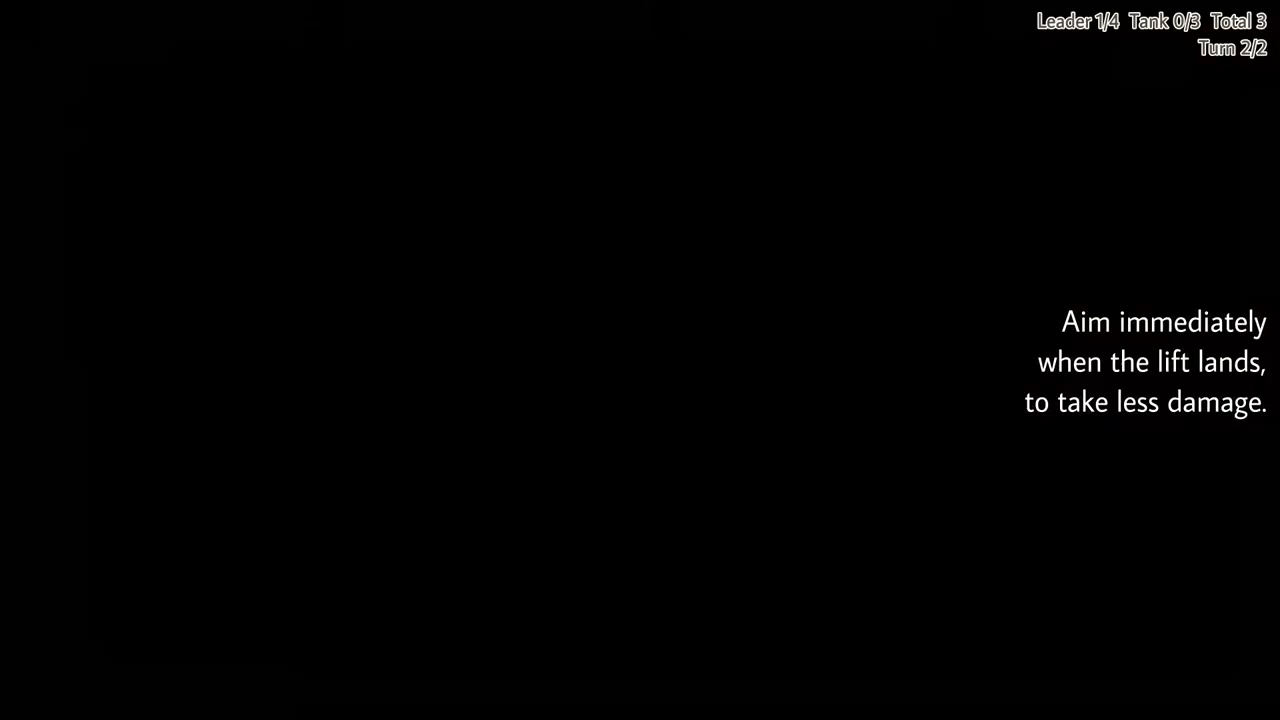 Leader 1/4 Tank 0/3 Total 3
Turn 2/2
Aim immediately
when the lift lands,
to take less damage.